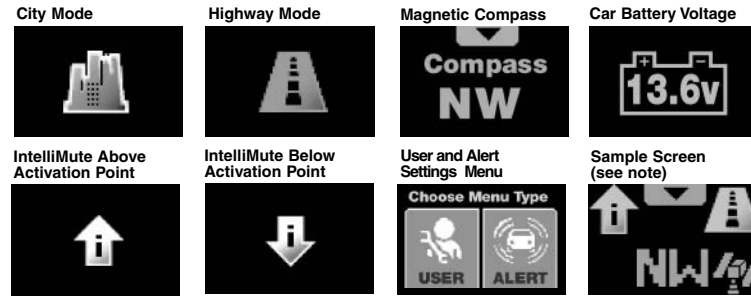 City Mode
Highway Mode
Magnetic Compass
Car Battery Voltage
Compass
NW
13.6v
IntelliMute Above
Activation Point
IntelliMute Below
Activation Point
User and Alert
Settings Menu
Sample Screen
(see note)
i
i
Choose Menu Type
USER
ALERT
i
NW